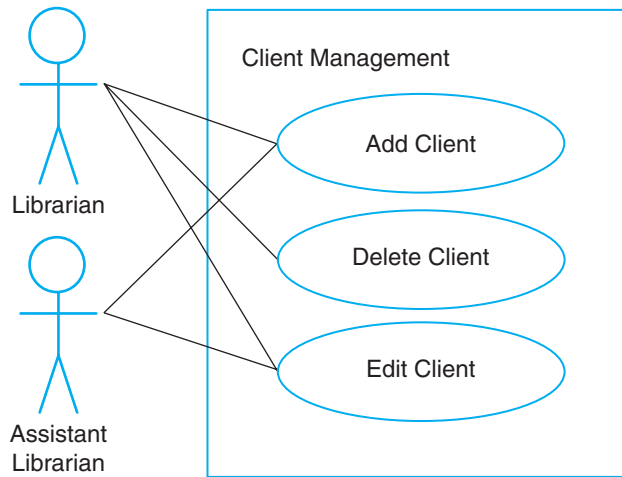 Client Management
Add Client
Librarian
Delete Client
Edit Client
Assistant
Librarian